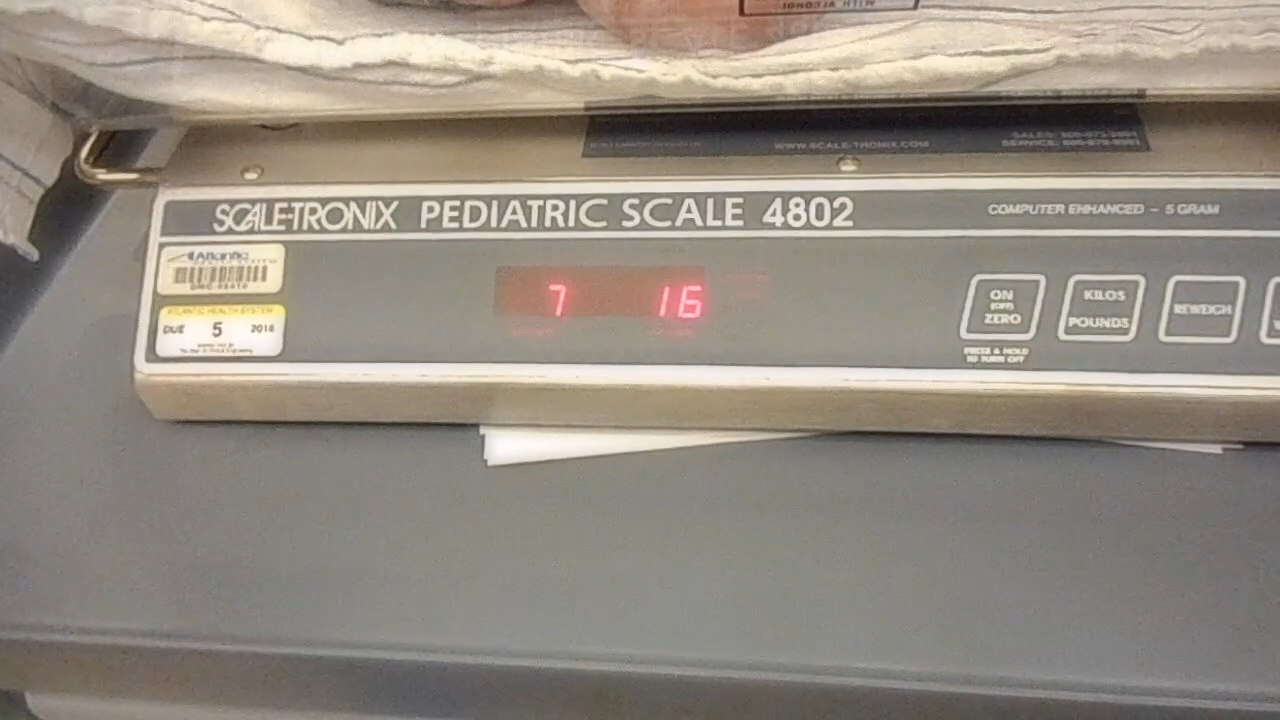 WWW.SCALE-TRONIX.COM
SCALE-TRONIX PEDIATRIC SCALE 4802
COMPUTER ENHANCED – 5 GRAM
Atlantic
7 16
ON
(OFF)
ZERO
KILOS
POUNDS
REWEIGH
PRESS & HOLD
TO TURN OFF
ATLANTIC HEALTH SYSTEM
DUE 5 2016